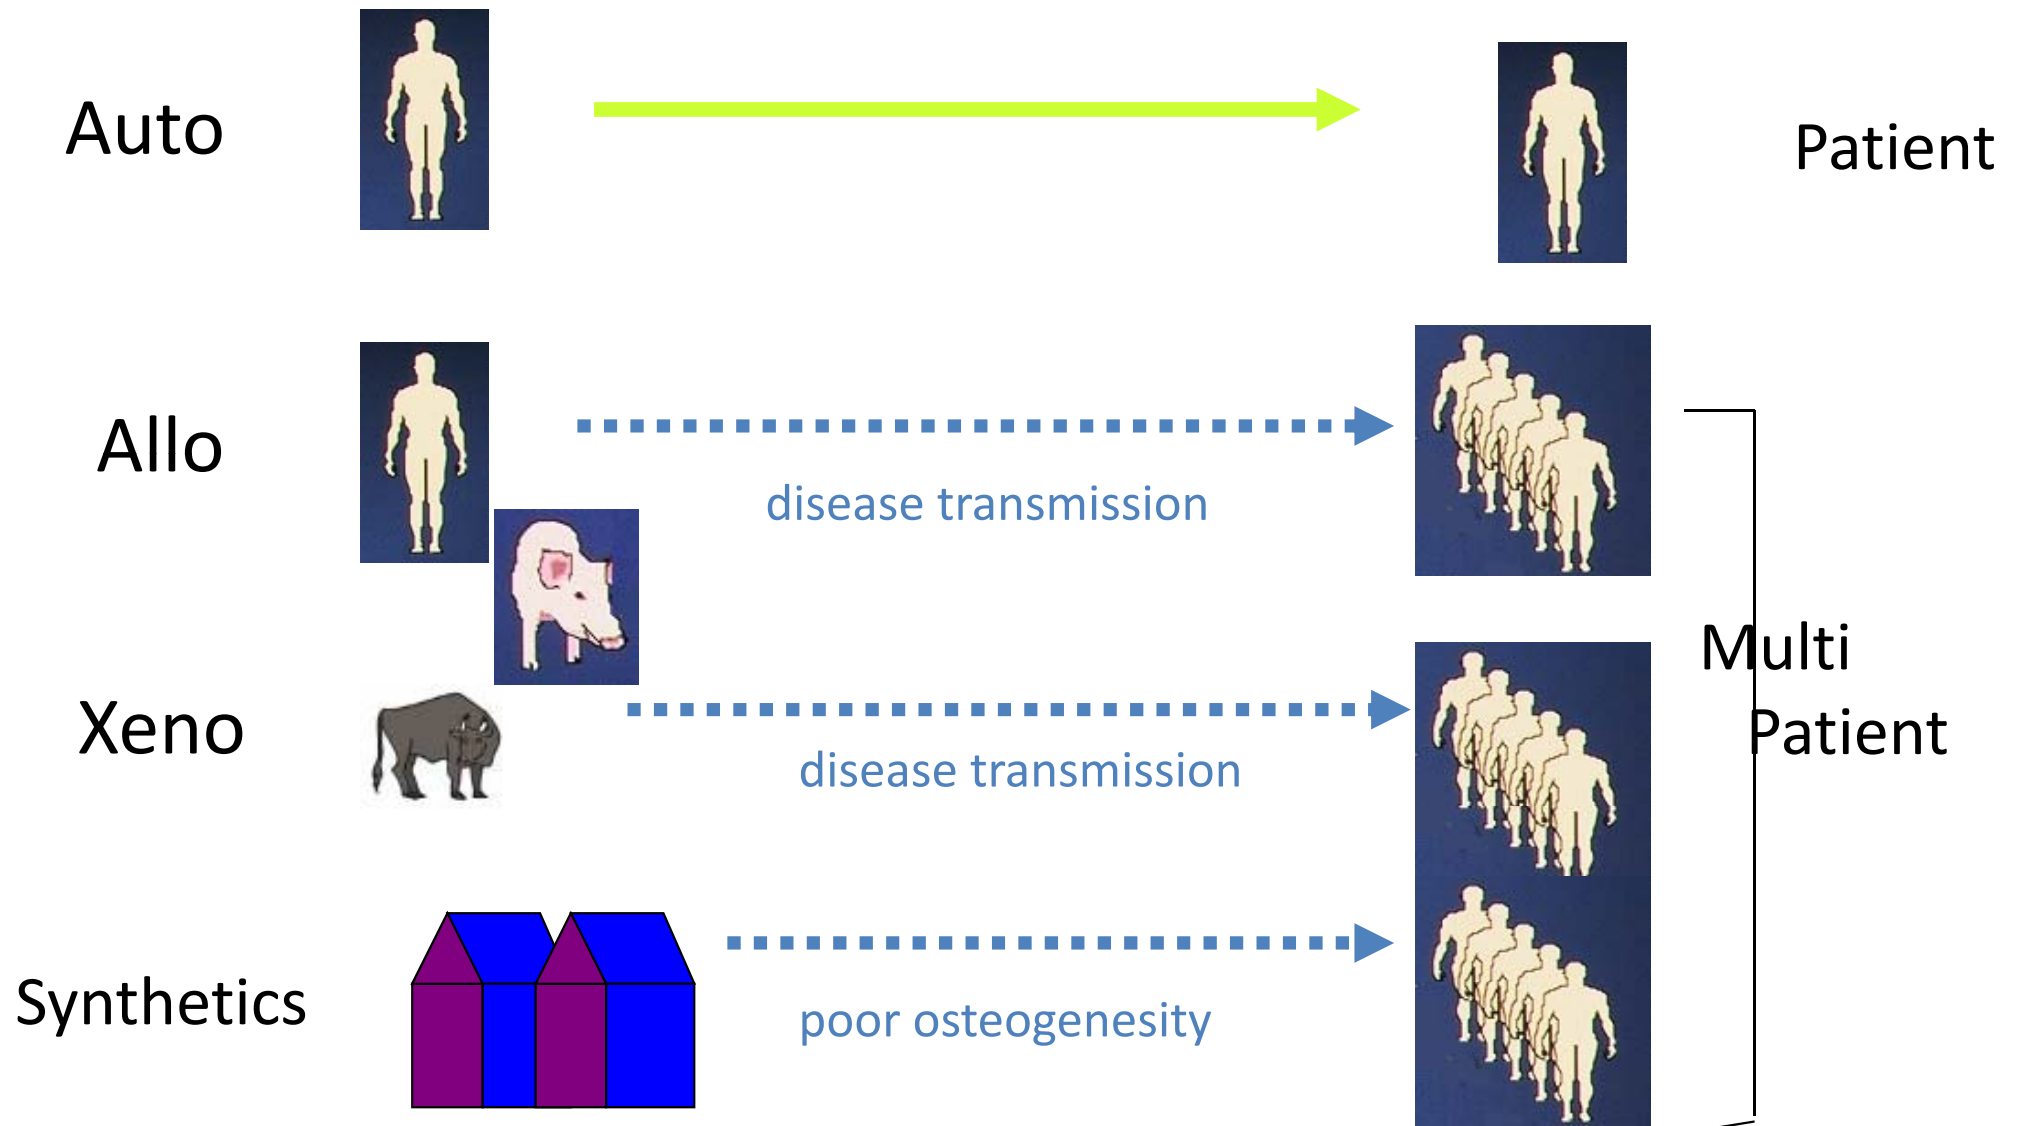 Auto
Patient
Allo
disease transmission
Multi
Patient
Xeno
disease transmission
Synthetics
poor osteogenesity